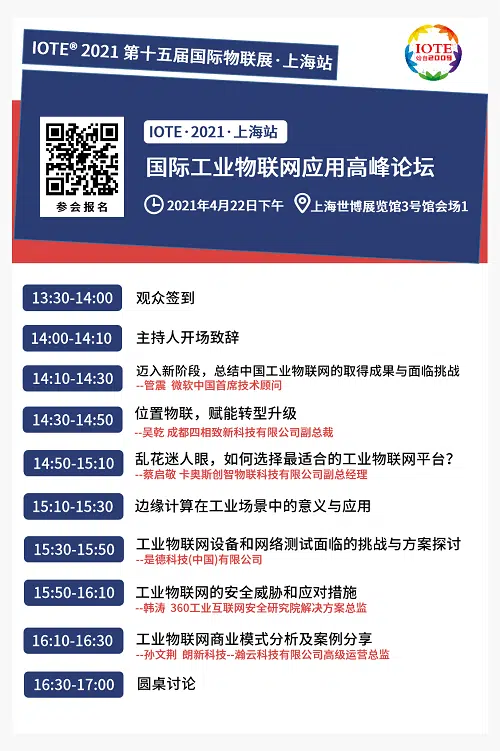 IOTE® 2021 第十五届国际物联展·上海站
IOTE
始自2009
IOTE·2021·上海站
国际工业物联网应用高峰论坛
参会报名
2021年4月22日下午
上海世博展览馆3号馆会场1
13:30-14:00 观众签到
14:00-14:10 主持人开场致辞
14:10-14:30 迈入新阶段，总结中国工业物联网的取得成果与面临挑战
--管震 微软中国首席技术顾问
14:30-14:50 位置物联，赋能转型升级
--吴乾 成都四相致新科技有限公司副总裁
14:50-15:10 乱花迷人眼，如何选择最适合的工业物联网平台？
--蔡启敬 卡奥斯创智物联科技有限公司副总经理
15:10-15:30 边缘计算在工业场景中的意义与应用
15:30-15:50 工业物联网设备和网络测试面临的挑战与方案探讨
--是德科技(中国)有限公司
15:50-16:10 工业物联网的安全威胁和应对措施
--韩涛 360工业互联网安全研究院解决方案总监
16:10-16:30 工业物联网商业模式分析及案例分享
--孙文荆 朗新科技--瀚云科技有限公司高级运营总监
16:30-17:00 圆桌讨论